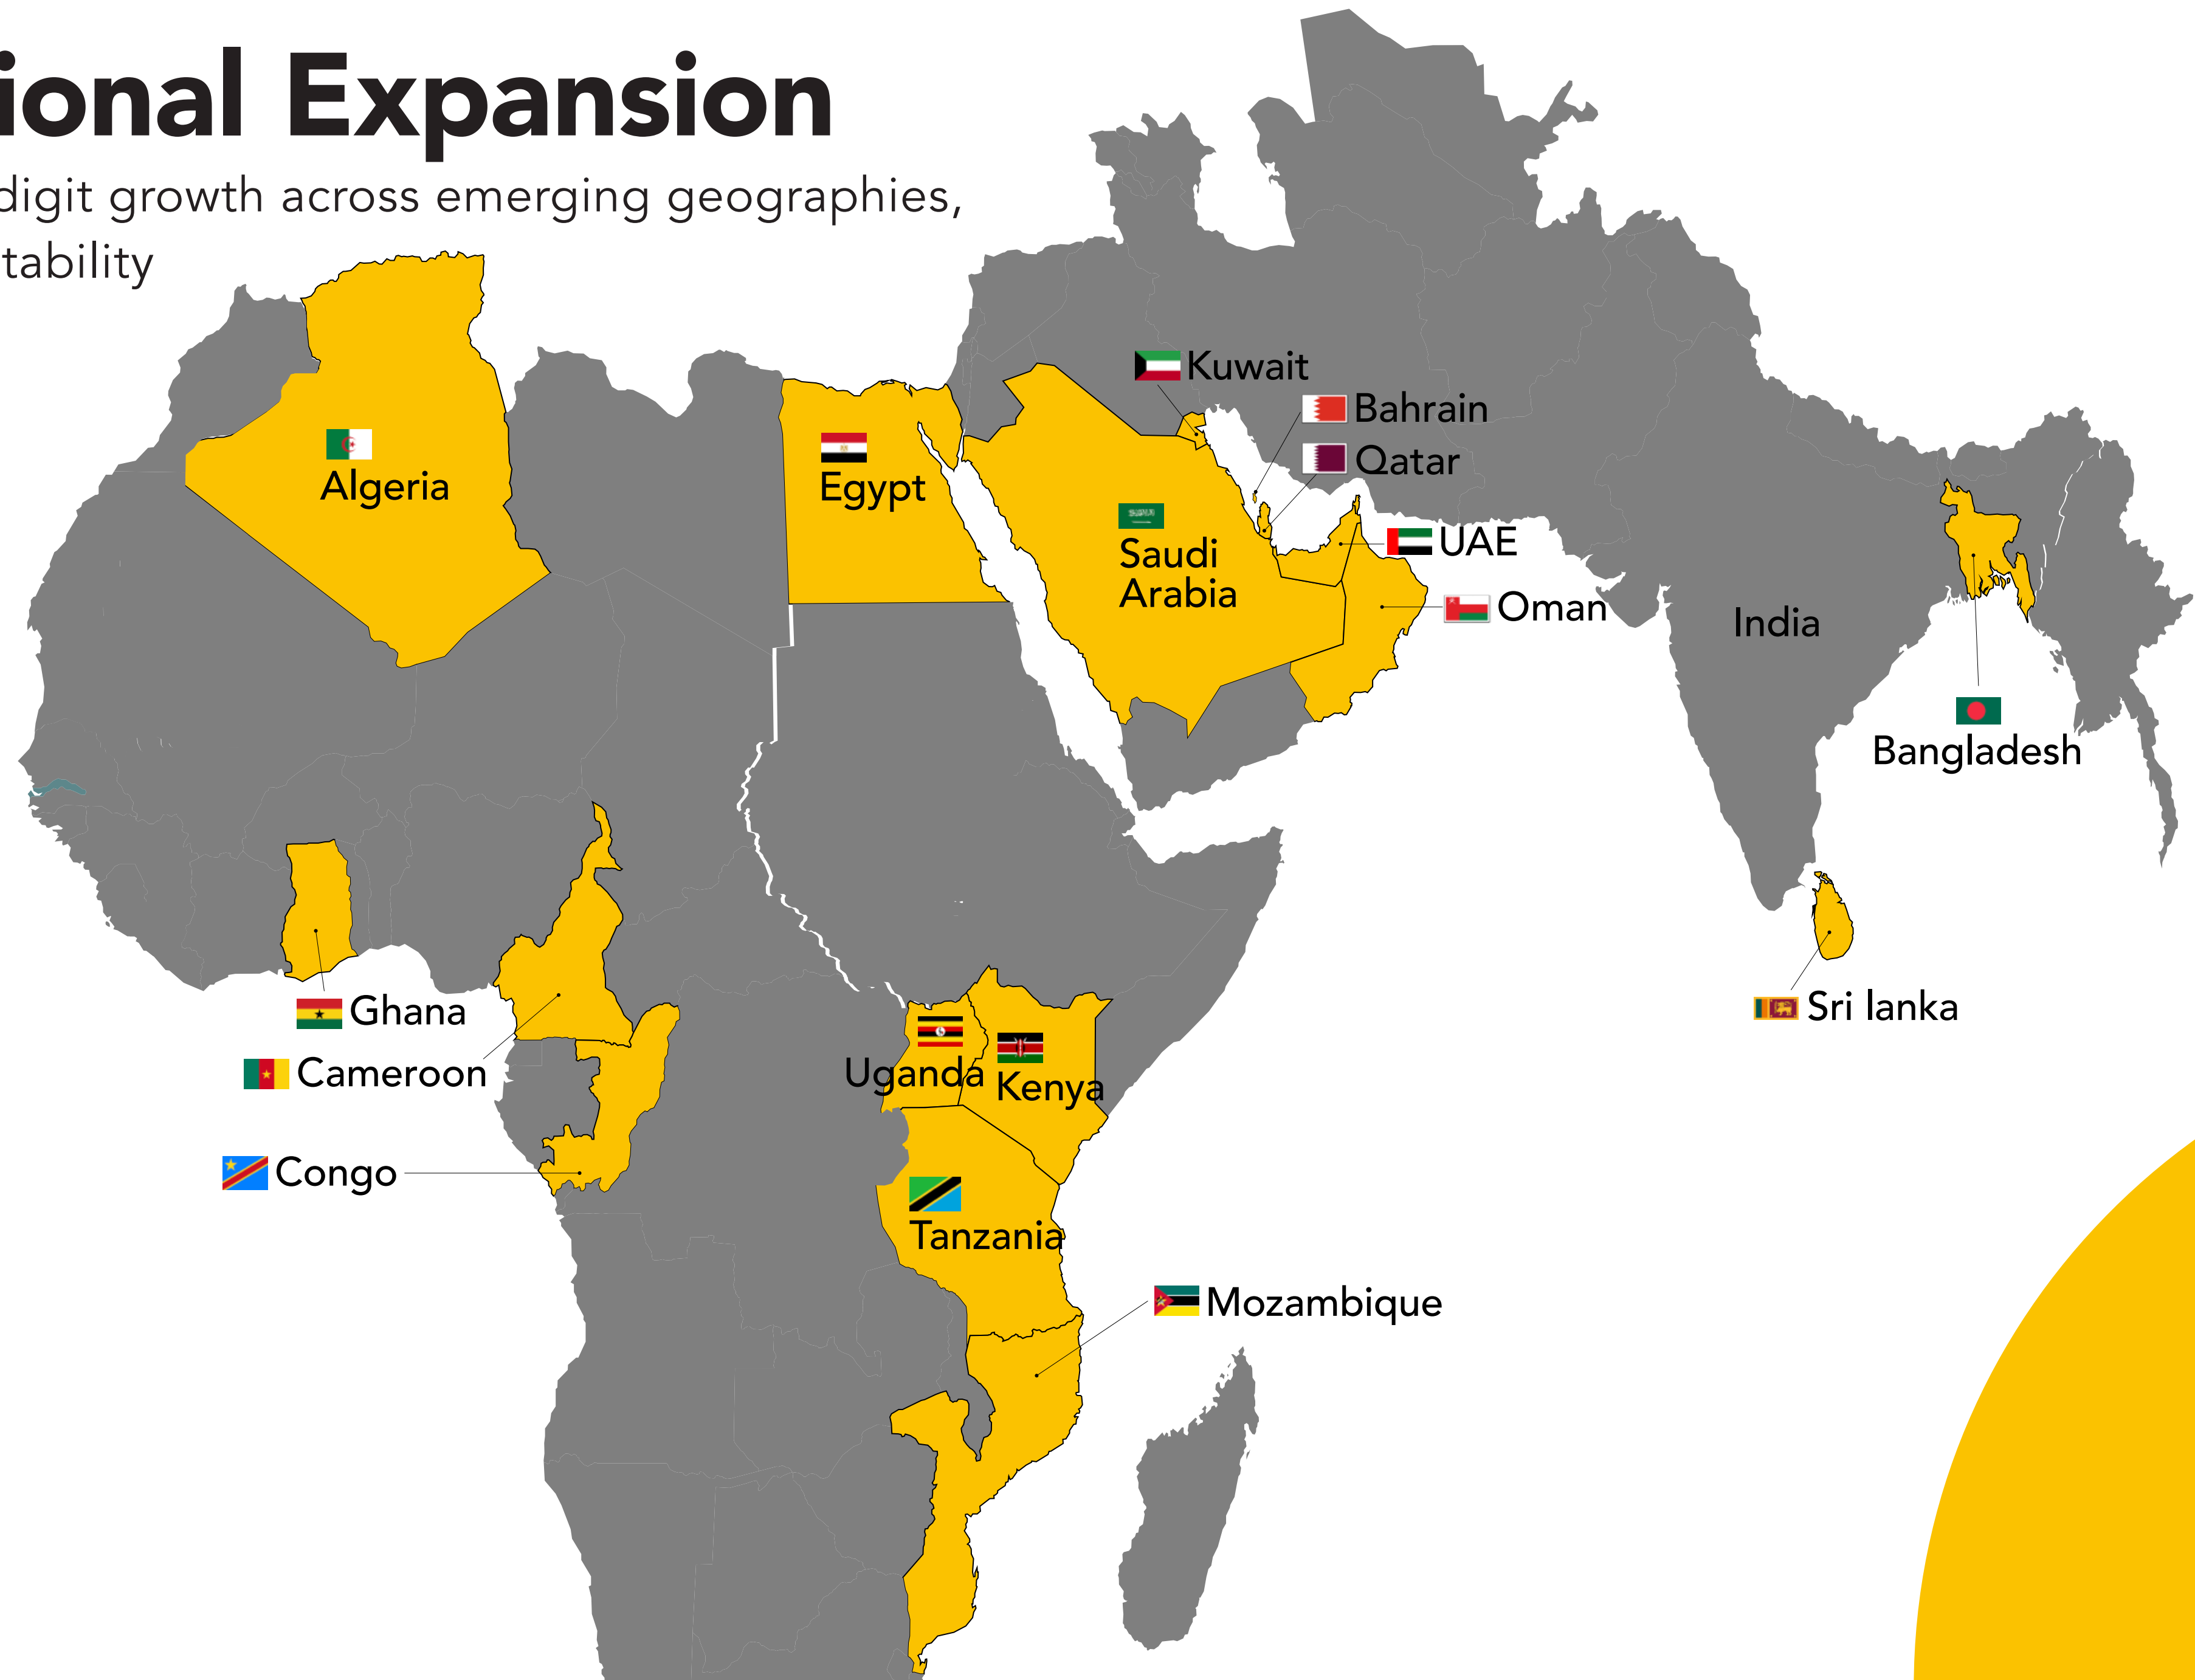 ional Expansion
digit growth across emerging geographies,
tability
Kuwait
Bahrain
Qatar
Algeria
Egypt
UAE
Saudi
Arabia
Oman
India
Bangladesh
Ghana
Sri lanka
Cameroon
Uganda
Kenya
Congo
Tanzania
Mozambique